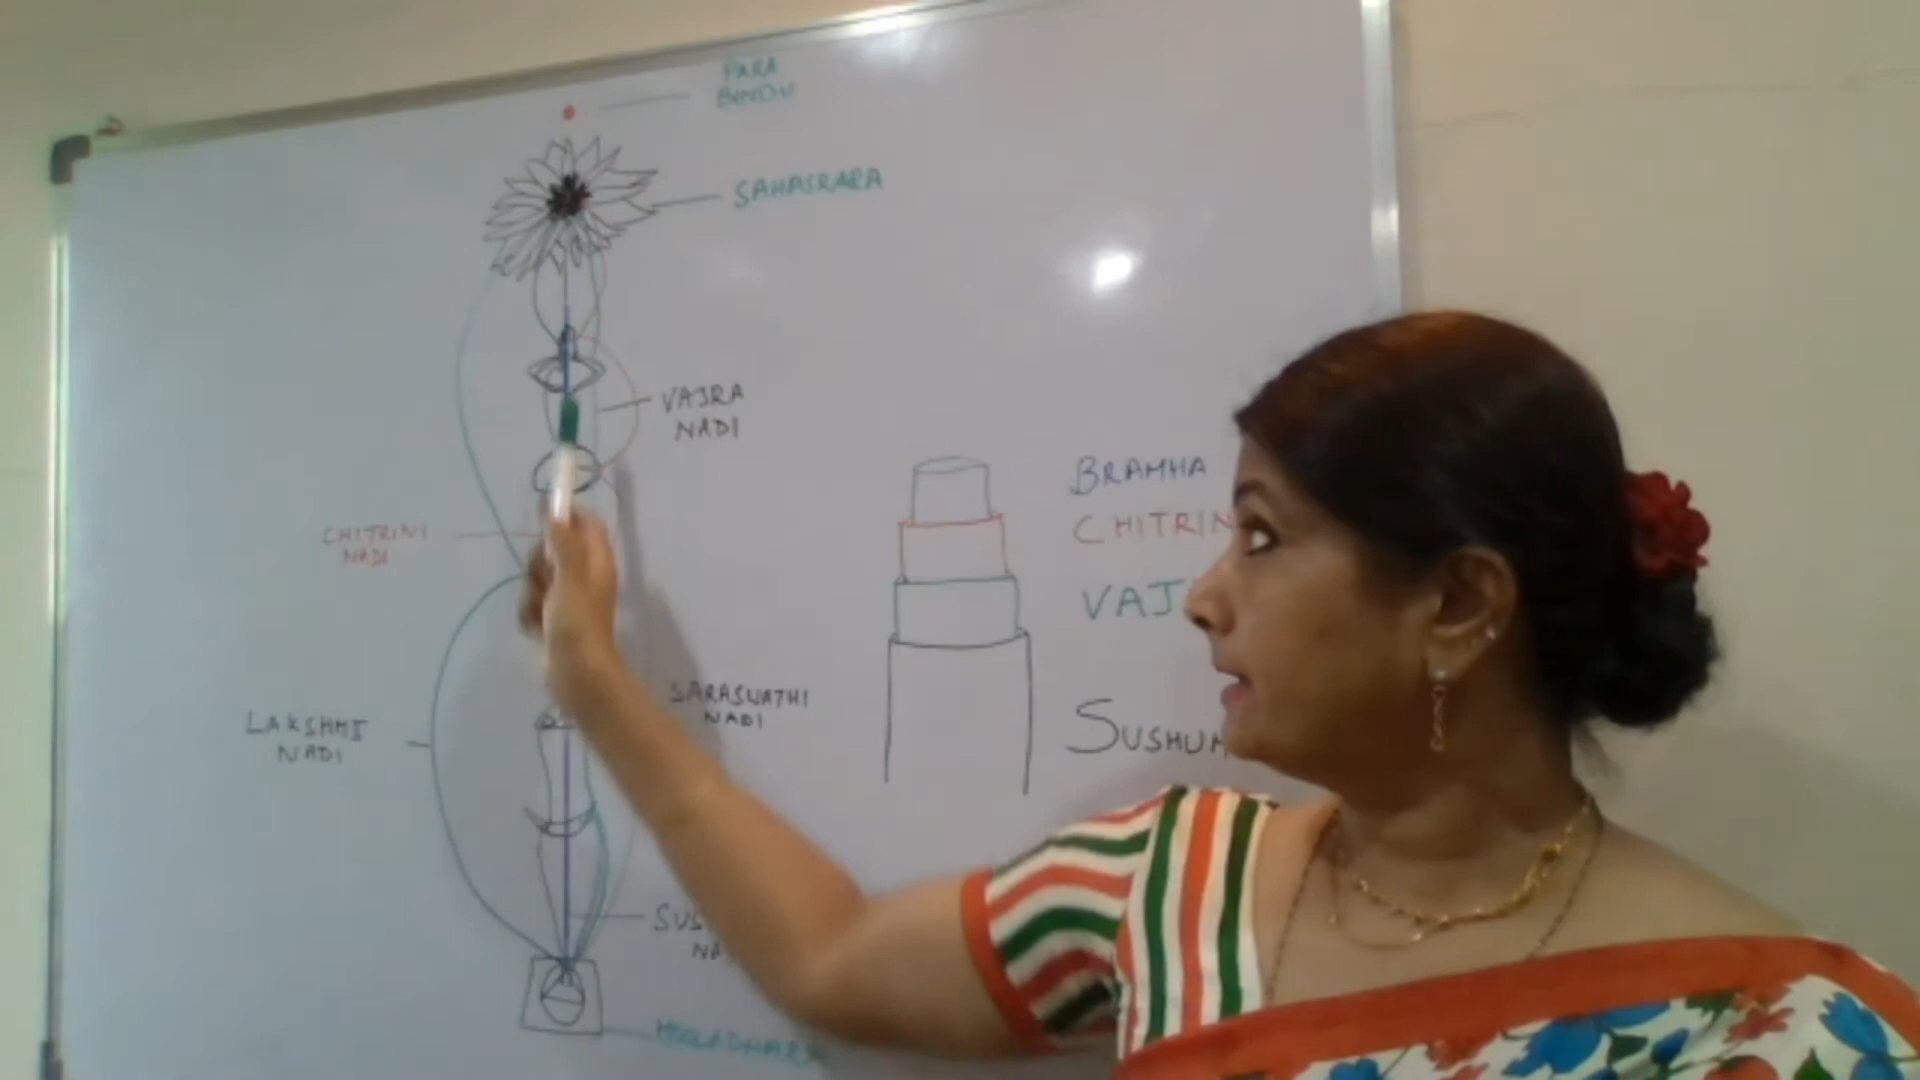 PARA
BINDU
SAHASRARA
VAJRA
NADI
BRAMHA
CHITRIN
CHITRINI
NADI
VAJ
SARASWATHI
NADI
LAKSHMI
NADI
SUSHUM
SUS
NA
MOOLADHARA